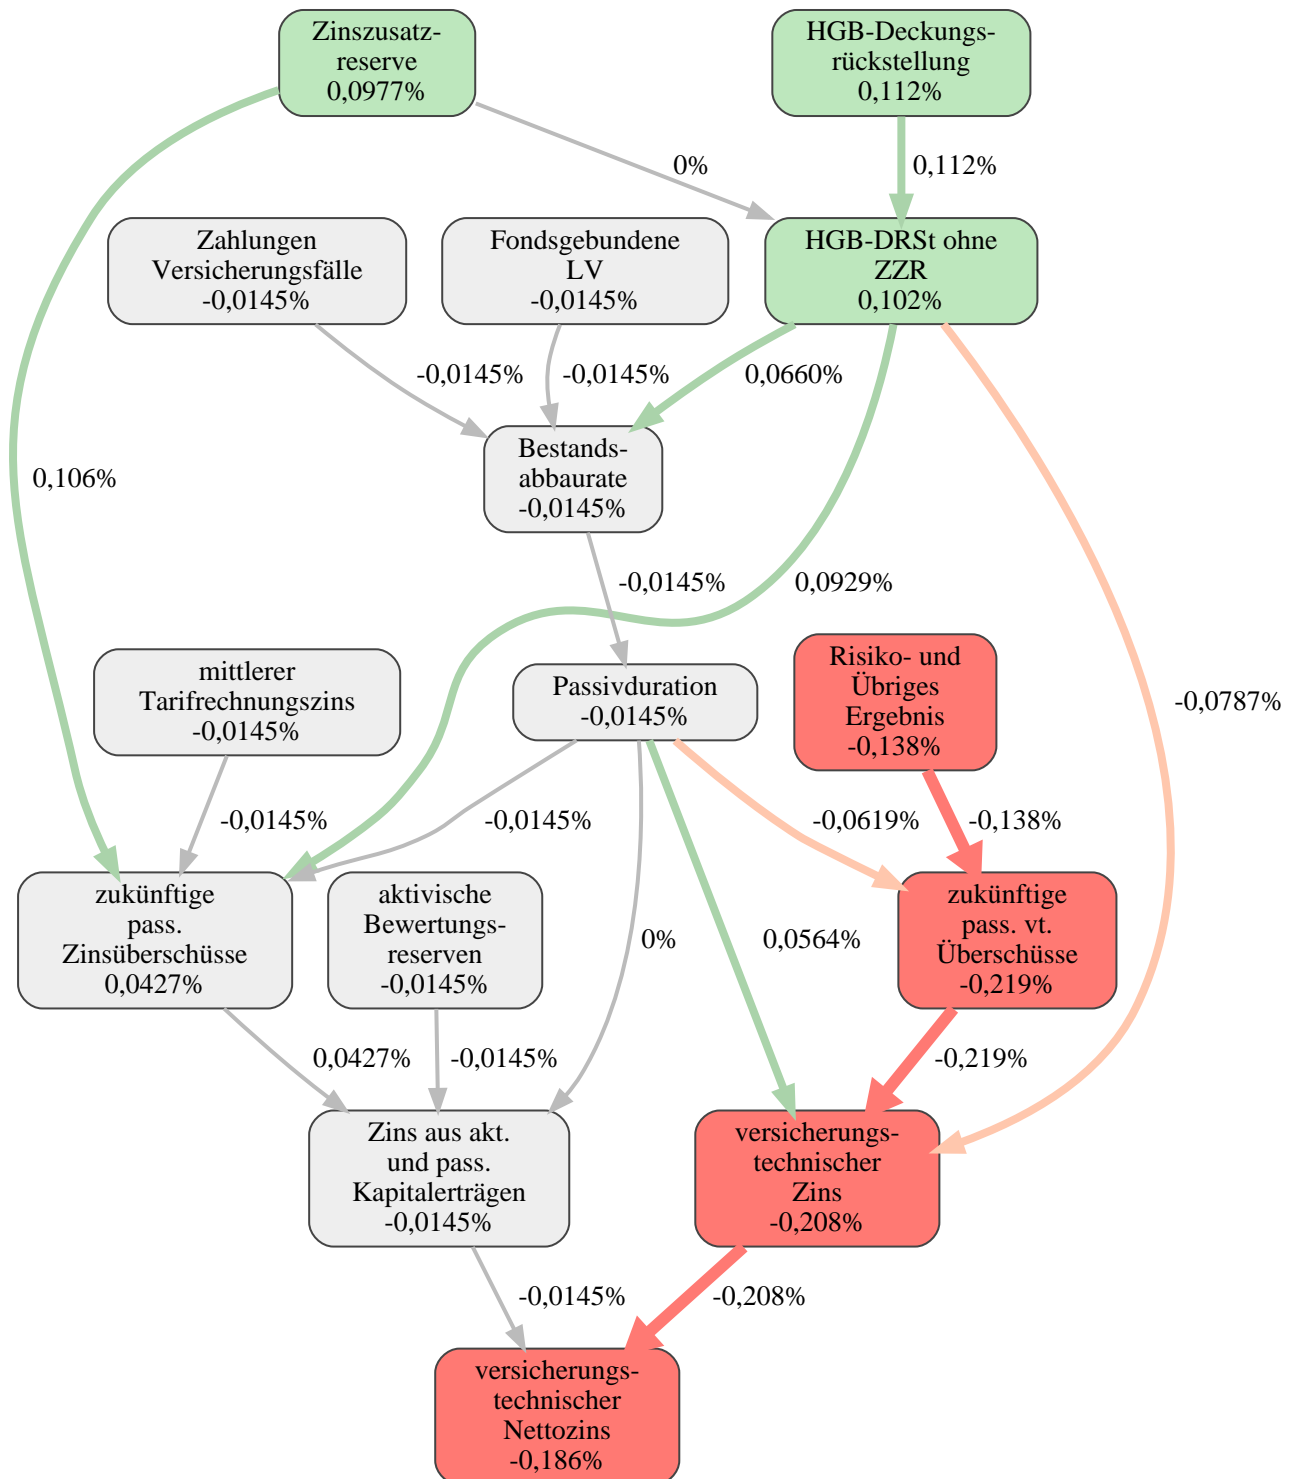 Zinszusatz-
reserve
0,0977%
HGB-Deckungs-
rückstellung
0,112%
0%
0,112%
Zahlungen
Versicherungsfälle
-0,0145%
Fondsgebundene
LV
-0,0145%
HGB-DRSt ohne
ZZR
0,102%
-0,0145%
-0,0145%
0,0660%
Bestands-
abbaurate
-0,0145%
0,106%
-0,0145%
0,0929%
-0,0787%
mittlerer
Tarifrechnungszins
-0,0145%
Passivduration
-0,0145%
Risiko- und
Übriges
Ergebnis
-0,138%
-0,0145%
-0,0145%
-0,0619%
-0,138%
zukünftige
pass.
Zinsüberschüsse
0,0427%
aktivische
Bewertungs-
reserven
-0,0145%
0%
0,0564%
zukünftige
pass. vt.
Überschüsse
-0,219%
0,0427%
-0,0145%
-0,219%
Zins aus akt.
und pass.
Kapitalerträgen
-0,0145%
versicherungs-
technischer
Zins
-0,208%
-0,0145%
-0,208%
versicherungs-
technischer
Nettozins
-0,186%